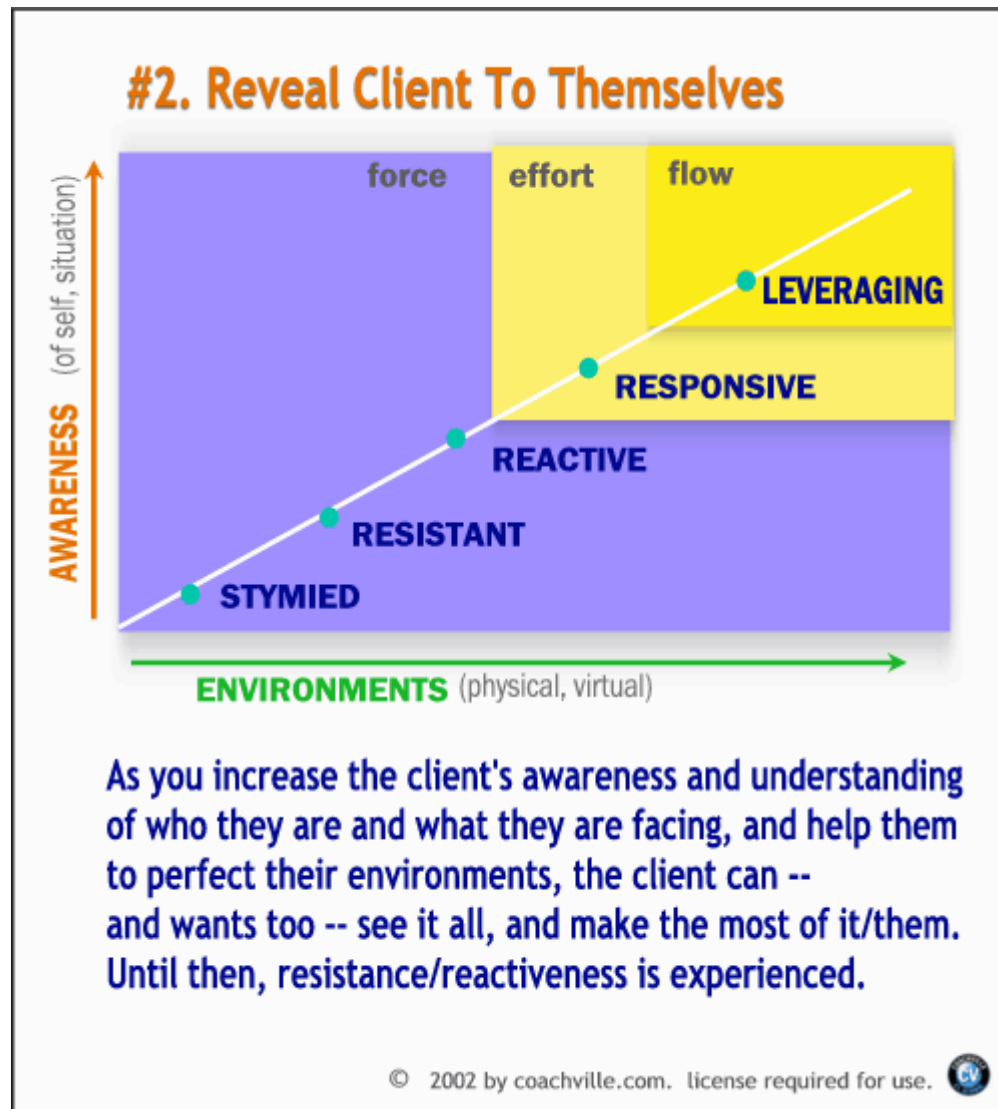 #2. Reveal Client To Themselves
force
effort
flow
AWARENESS (of self, situation)
LEVERAGING
RESPONSIVE
REACTIVE
RESISTANT
STYMIED
ENVIRONMENTS (physical, virtual)
As you increase the client's awareness and understanding
of who they are and what they are facing, and help them
to perfect their environments, the client can --
and wants too -- see it all, and make the most of it/them.
Until then, resistance/reactiveness is experienced.
© 2002 by coachville.com. license required for use.
CV